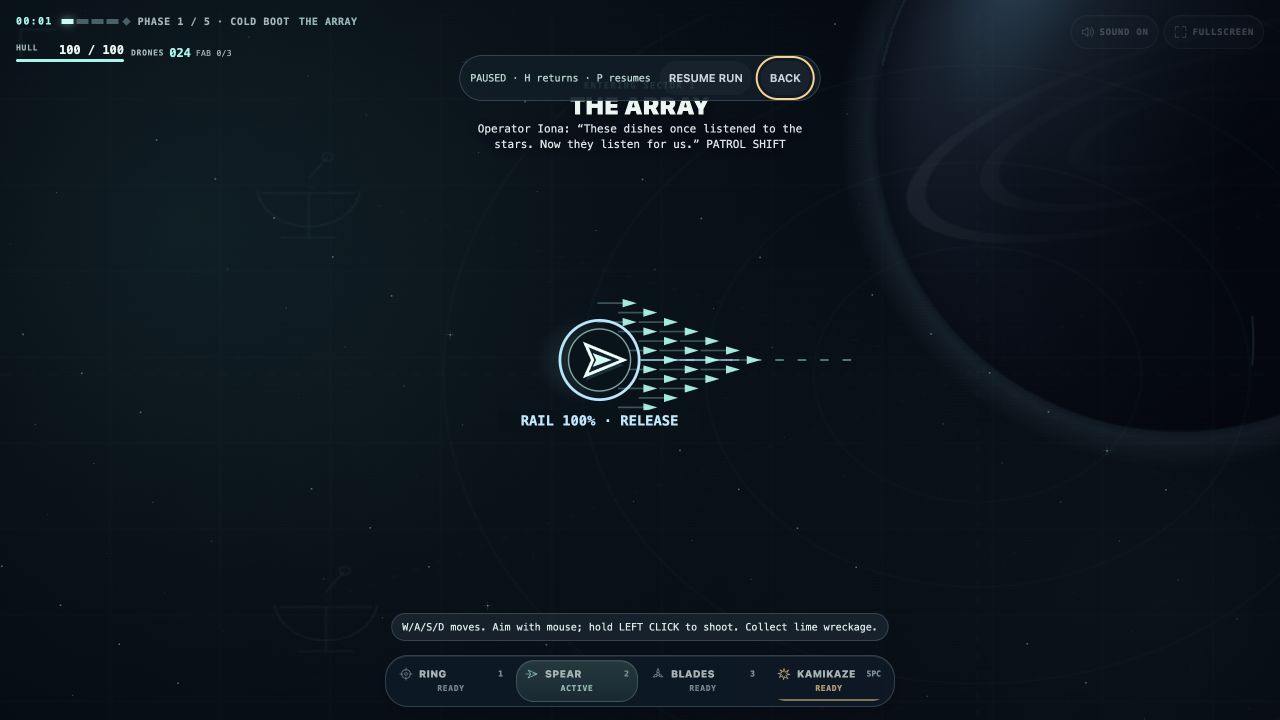 00:01 PHASE 1 / 5 · COLD BOOT THE ARRAY
SOUND ON
FULLSCREEN
HULL 100 / 100 DRONES 024 FAB 0/3
PAUSED · H returns · P resumes RESUME RUN BACK
ENTERING SECTOR 1
THE ARRAY
Operator Iona: “These dishes once listened to the
stars. Now they listen for us.” PATROL SHIFT
RAIL 100% · RELEASE
W/A/S/D moves. Aim with mouse; hold LEFT CLICK to shoot. Collect lime wreckage.
RING 1
READY
SPEAR 2
ACTIVE
BLADES 3
READY
KAMIKAZE SPC
READY